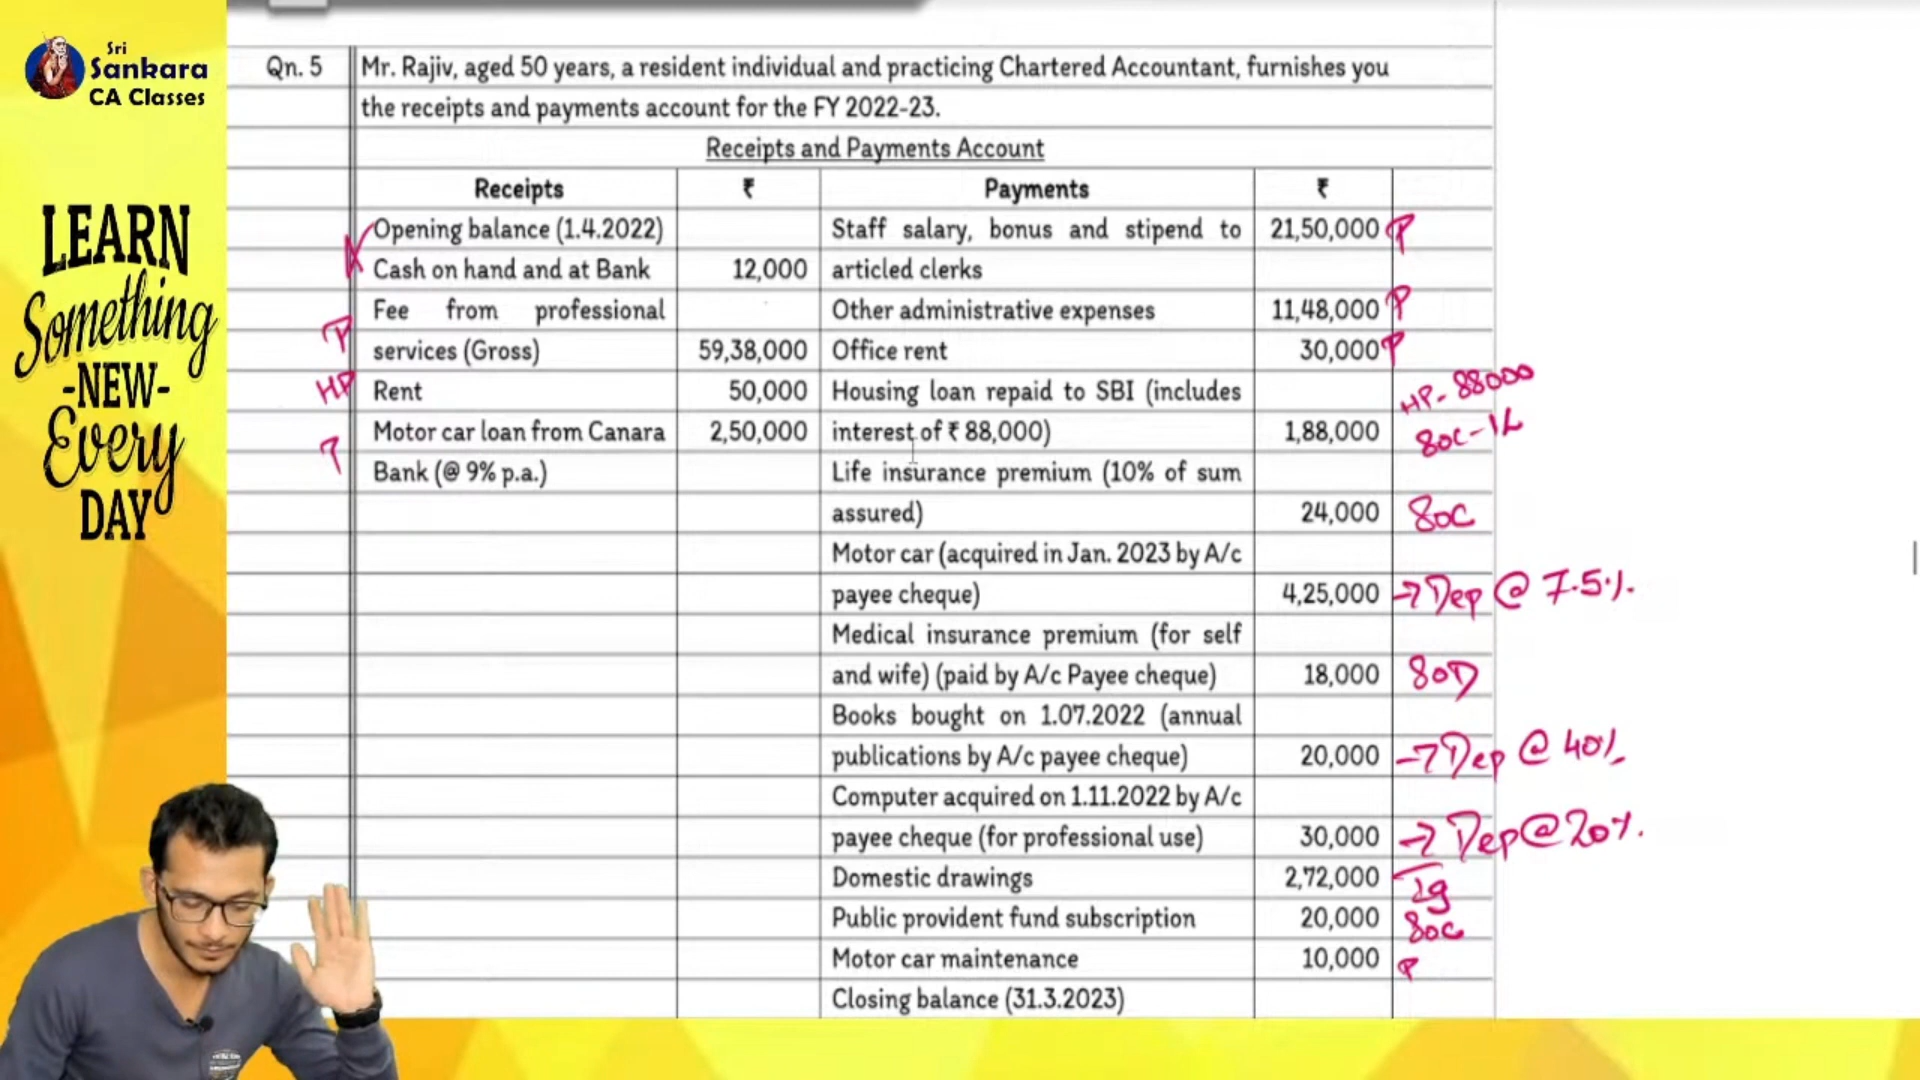 Sri
Sankara
CA Classes
LEARN
Something
-NEW-
Every
DAY
Qn. 5
Mr. Rajiv, aged 50 years, a resident individual and practicing Chartered Accountant, furnishes you
the receipts and payments account for the FY 2022-23.
Receipts and Payments Account
Receipts ₹ Payments ₹
Opening balance (1.4.2022) Staff salary, bonus and stipend to 21,50,000 P
Cash on hand and at Bank 12,000 articled clerks
Fee from professional Other administrative expenses 11,48,000 P
P services (Gross) 59,38,000 Office rent 30,000 P
HP Rent 50,000 Housing loan repaid to SBI (includes HP- 88000
? Motor car loan from Canara 2,50,000 interest of ₹ 88,000) 1,88,000 80C-1L
Bank (@ 9% p.a.) Life insurance premium (10% of sum
assured) 24,000 80C
Motor car (acquired in Jan. 2023 by A/c
payee cheque) 4,25,000 → Dep @ 7.5%.
Medical insurance premium (for self
and wife) (paid by A/c Payee cheque) 18,000 80D
Books bought on 1.07.2022 (annual
publications by A/c payee cheque) 20,000 → Dep @ 40%
Computer acquired on 1.11.2022 by A/c
payee cheque (for professional use) 30,000 → Dep @ 20%.
Domestic drawings 2,72,000 Ig
Public provident fund subscription 20,000 80C
Motor car maintenance 10,000 P
Closing balance (31.3.2023)